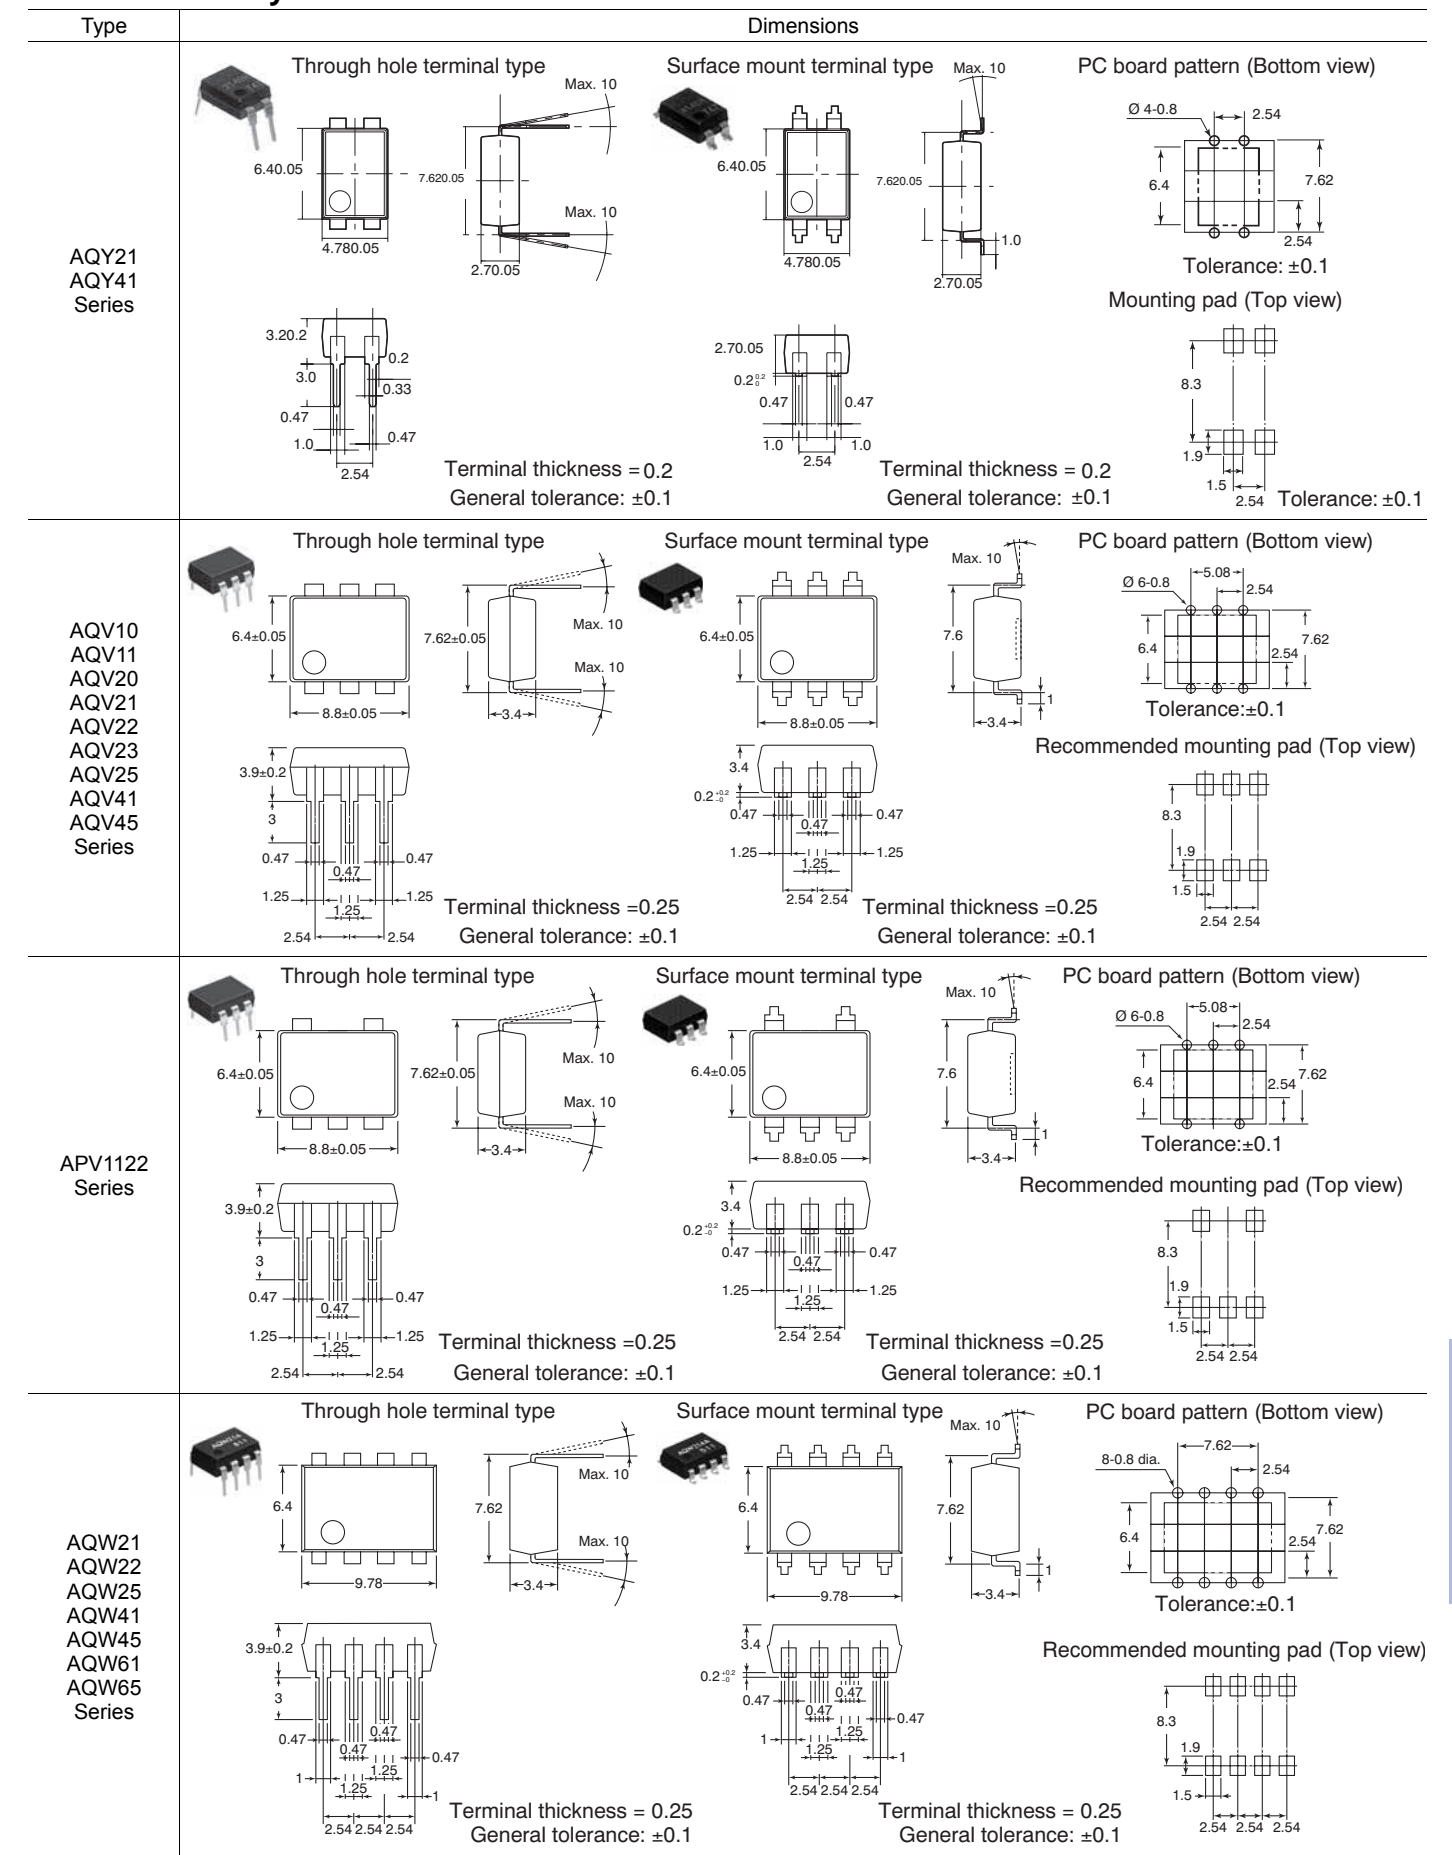 Type
Dimensions
AQY21
AQY41
Series
Through hole terminal type
Max. 10
6.40.05
7.620.05
Max. 10
4.780.05
2.70.05
3.20.2
0.2
3.0
0.33
0.47
0.47
1.0
2.54
Terminal thickness = 0.2
General tolerance: ±0.1
Surface mount terminal type
Max. 10
6.40.05
7.620.05
1.0
4.780.05
2.70.05
2.70.05
0.2 0.2 0
0.47
0.47
1.0
1.0
2.54
Terminal thickness = 0.2
General tolerance: ±0.1
PC board pattern (Bottom view)
Ø 4-0.8
2.54
6.4
7.62
2.54
Tolerance: ±0.1
Mounting pad (Top view)
8.3
1.9
1.5
2.54
Tolerance: ±0.1
AQV10
AQV11
AQV20
AQV21
AQV22
AQV23
AQV25
AQV41
AQV45
Series
Through hole terminal type
6.4±0.05
7.62±0.05
Max. 10
Max. 10
8.8±0.05
3.4
3.9±0.2
3
0.47
0.47
0.47
1.25
1.25
1.25
2.54
2.54
Terminal thickness =0.25
General tolerance: ±0.1
Surface mount terminal type
Max. 10
6.4±0.05
7.6
1
8.8±0.05
3.4
3.4
0.2 +0.2 -0
0.47
0.47
0.47
1.25
1.25
1.25
2.54 2.54
Terminal thickness =0.25
General tolerance: ±0.1
PC board pattern (Bottom view)
5.08
Ø 6-0.8
2.54
6.4
7.62
2.54
Tolerance:±0.1
Recommended mounting pad (Top view)
8.3
1.9
1.5
2.54 2.54
APV1122
Series
Through hole terminal type
6.4±0.05
7.62±0.05
Max. 10
Max. 10
8.8±0.05
3.4
3.9±0.2
3
0.47
0.47
0.47
1.25
1.25
1.25
2.54
2.54
Terminal thickness =0.25
General tolerance: ±0.1
Surface mount terminal type
Max. 10
6.4±0.05
7.6
1
8.8±0.05
3.4
3.4
0.2 +0.2 -0
0.47
0.47
0.47
1.25
1.25
1.25
2.54 2.54
Terminal thickness =0.25
General tolerance: ±0.1
PC board pattern (Bottom view)
5.08
Ø 6-0.8
2.54
6.4
7.62
2.54
Tolerance:±0.1
Recommended mounting pad (Top view)
8.3
1.9
1.5
2.54 2.54
AQW21
AQW22
AQW25
AQW41
AQW45
AQW61
AQW65
Series
Through hole terminal type
Max. 10
6.4
7.62
Max. 10
9.78
3.4
3.9±0.2
3
0.47
0.47
0.47
0.47
1
1.25
1.25
1
2.54 2.54 2.54
Terminal thickness = 0.25
General tolerance: ±0.1
Surface mount terminal type
Max. 10
6.4
7.62
1
9.78
3.4
3.4
0.2 +0.2 -0
0.47
0.47
0.47
0.47
1
1.25
1.25
1
2.54 2.54 2.54
Terminal thickness = 0.25
General tolerance: ±0.1
PC board pattern (Bottom view)
7.62
8-0.8 dia.
2.54
6.4
7.62
2.54
Tolerance:±0.1
Recommended mounting pad (Top view)
8.3
1.9
1.5
2.54 2.54 2.54